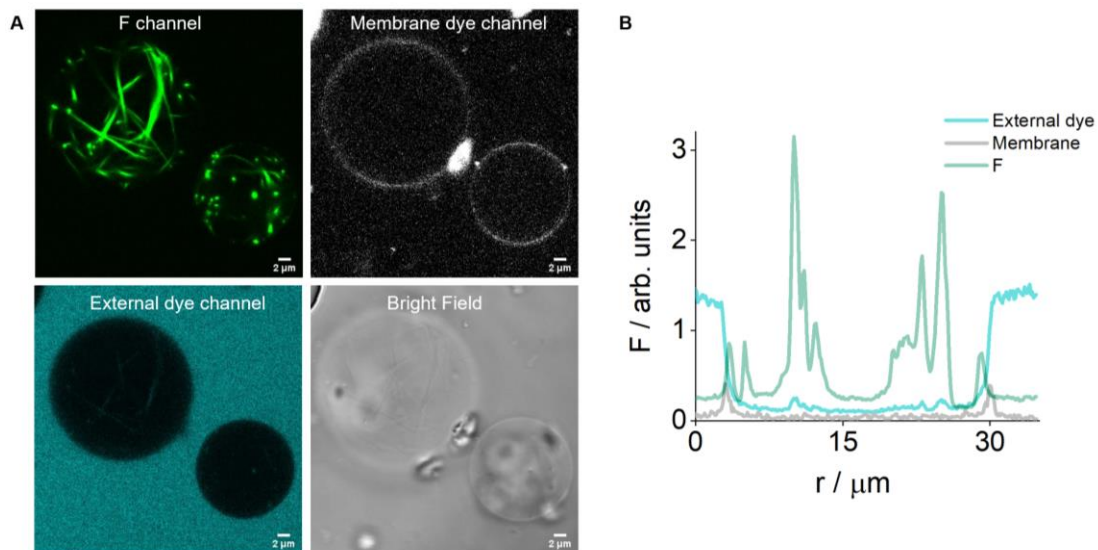 A
F channel
Membrane dye channel
2 μm
2 μm
External dye channel
Bright Field
2 μm
2 μm
B
External dye
Membrane
F
3
2
1
0
F / arb. units
0
15
30
r / μm